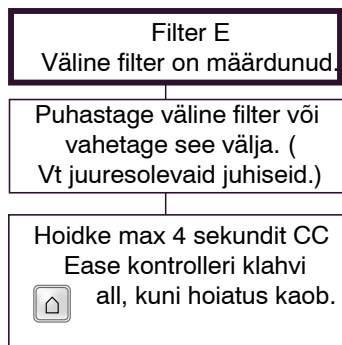 Filter E
Väline filter on määrdunud.
Puhastage väline filter või
vahetage see välja. (
Vt juuresolevaid juhiseid.)
Hoidke max 4 sekundit CC
Ease kontrolleri klahvi
all, kuni hoiatus kaob.